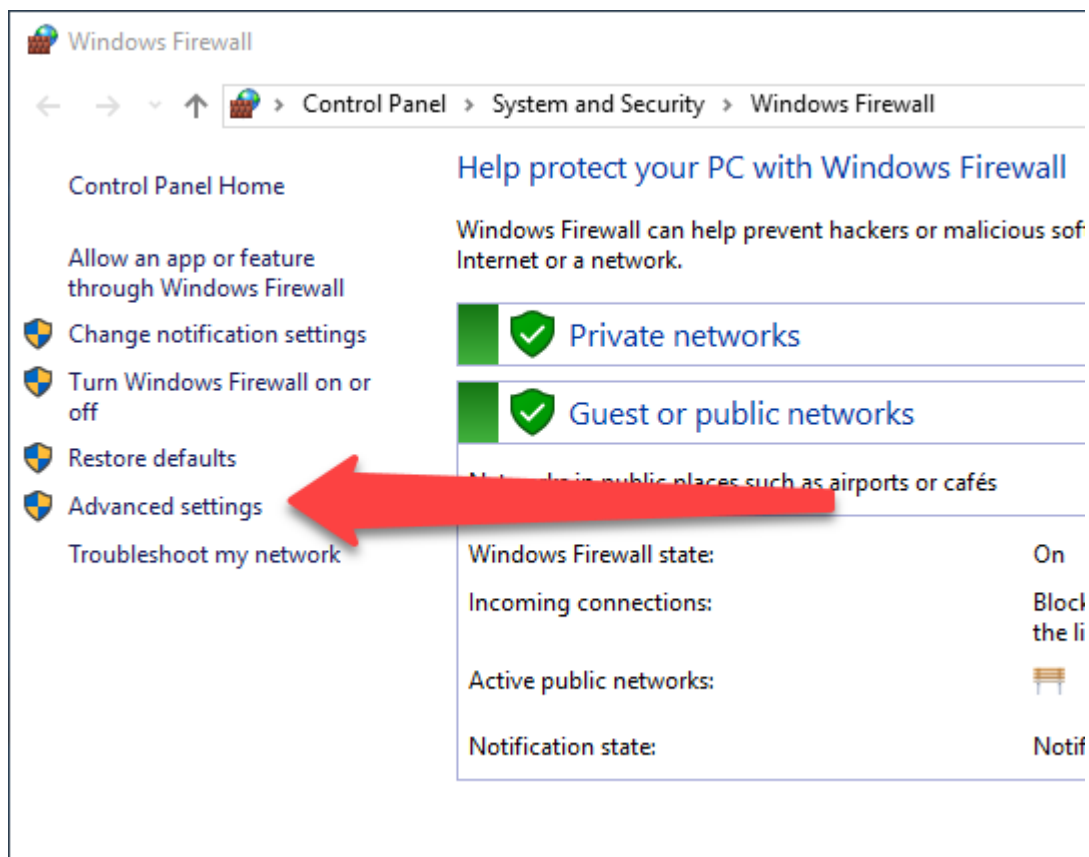 Windows Firewall
Control Panel > System and Security > Windows Firewall
Control Panel Home
Allow an app or feature
through Windows Firewall
Change notification settings
Turn Windows Firewall on or
off
Restore defaults
Advanced settings
Troubleshoot my network
Help protect your PC with Windows Firewall
Windows Firewall can help prevent hackers or malicious
Internet or a network.
Private networks
Guest or public networks
Networks in public places such as airports or cafés
Windows Firewall state: On
Incoming connections:
the
Active public networks:
Notification state: